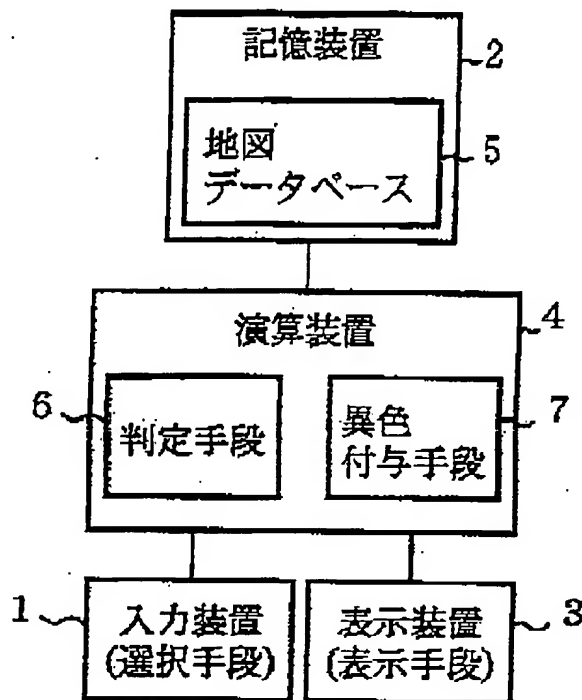 記憶装置
2
地図
データベース
5
演算装置
4
6
判定手段
異色
付与手段
7
1
入力装置
(選択手段)
表示装置
(表示手段)
3